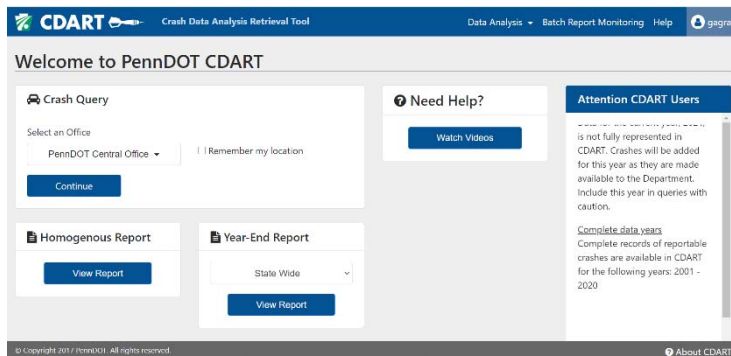 CDART
Crash Data Analysis Retrieval Tool
Data Analysis
Batch Report Monitoring
Help
gagra
Welcome to PennDOT CDART
Crash Query
Select an Office
PennDOT Central Office
Remember my location
Continue
Need Help?
Watch Videos
Attention CDART Users
is not fully represented in
CDART. Crashes will be added
for this year as they are made
available to the Department.
Include this year in queries with
caution.
Complete data years
Complete records of reportable
crashes are available in CDART
for the following years: 2001 -
2020
Homogenous Report
View Report
Year-End Report
State Wide
View Report
© Copyright 2017 PennDOT. All rights reserved.
About CDART